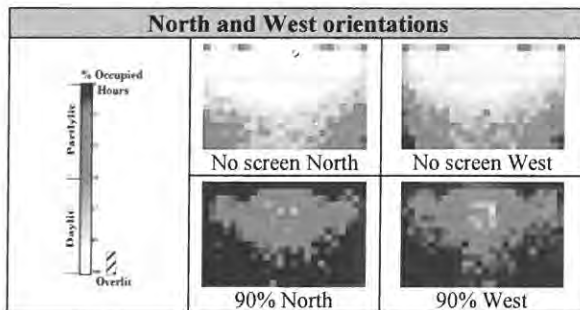 North and West orientations
% Occupied
Hours
Partlylit
Daylit
Overlit
No screen North
No screen West
90% North
90% West